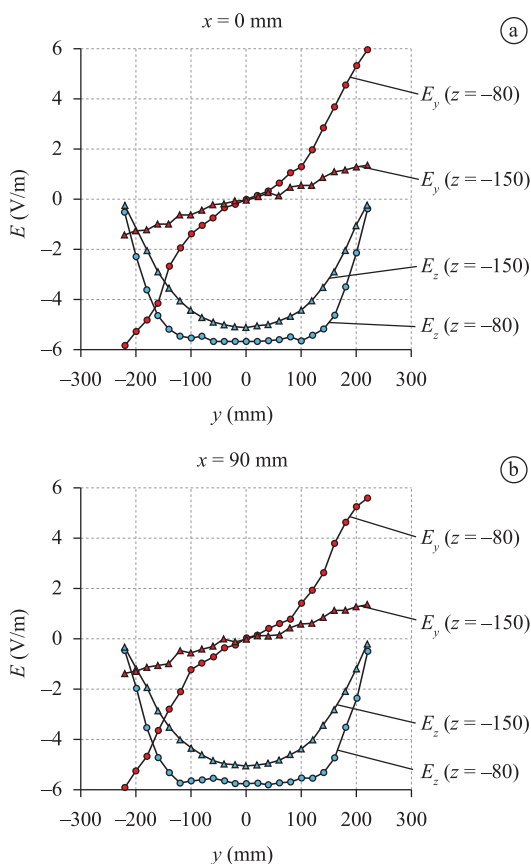 x = 0 mm
a
6
4
2
0
–2
–4
–6
E (V/m)
E_y (z = –80)
E_y (z = –150)
E_z (z = –150)
E_z (z = –80)
–300 –200 –100 0 100 200 300
y (mm)
x = 90 mm
b
6
4
2
0
–2
–4
–6
E (V/m)
E_y (z = –80)
E_y (z = –150)
E_z (z = –150)
E_z (z = –80)
–300 –200 –100 0 100 200 300
y (mm)